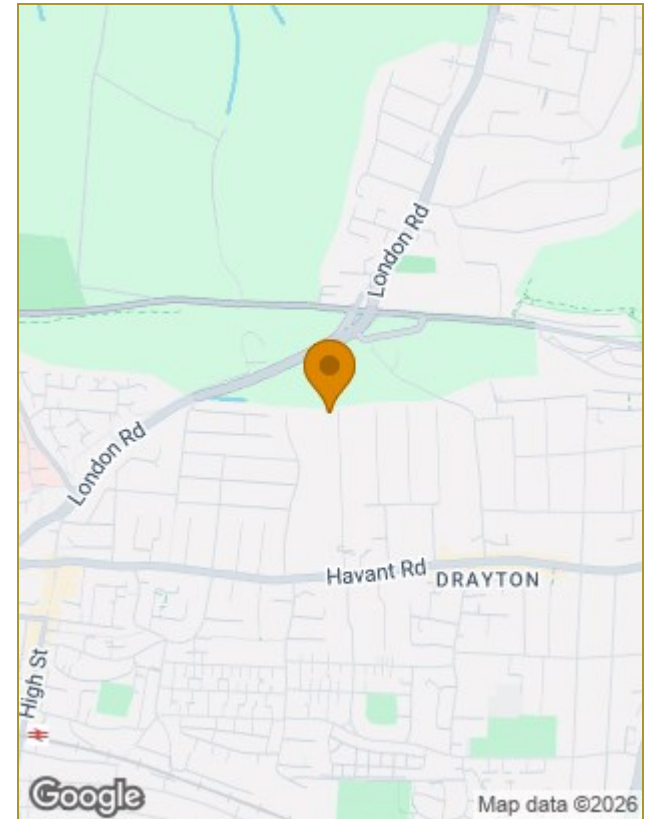 London Rd
London Rd
Havant Rd
DRAYTON
High St
Google
Map data ©2026